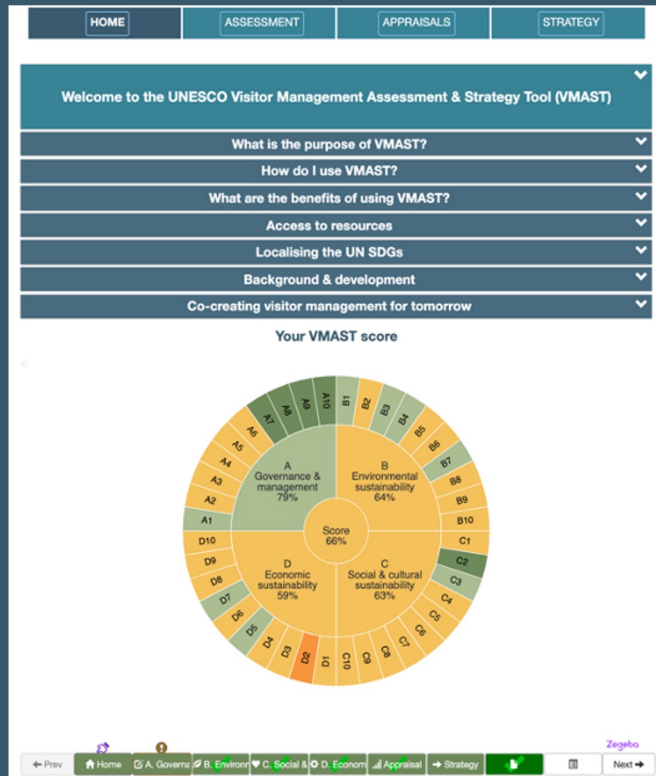 HOME
ASSESSMENT
APPRAISALS
STRATEGY
Welcome to the UNESCO Visitor Management Assessment & Strategy Tool (VMAST)
What is the purpose of VMAST?
How do I use VMAST?
What are the benefits of using VMAST?
Access to resources
Localising the UN SDGs
Background & development
Co-creating visitor management for tomorrow
Your VMAST score
A
Governance &
management
79%
B
Environmental
sustainability
64%
Score
66%
D
Economic
sustainability
59%
C
Social & cultural
sustainability
63%
A1
A2
A3
A4
A5
A6
A7
A8
A9
A10
B1
B2
B3
B4
B5
B6
B7
B8
B9
B10
C1
C2
C3
C4
C5
C6
C7
C8
C9
C10
D1
D2
D3
D4
D5
D6
D7
D8
D9
D10
Zegeba
← Prev
Home
A. Governa
B. Environr
C. Social &
D. Econom
Appraisal
→ Strategy
Next →